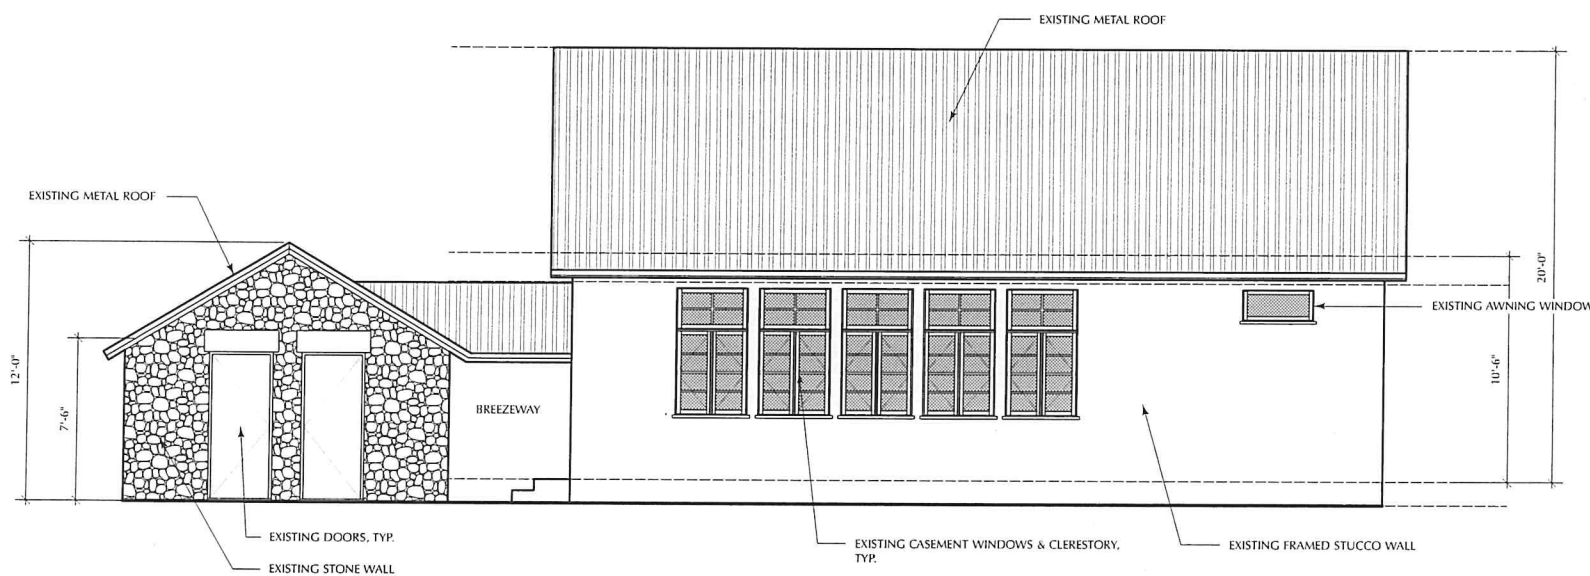 EXISTING METAL ROOF
EXISTING METAL ROOF
12'-0"
7'-6"
20'-0"
10'-6"
EXISTING AWNING WINDOW
BREEZEWAY
EXISTING DOORS, TYP.
EXISTING STONE WALL
EXISTING CASEMENT WINDOWS & CLERESTORY,
TYP.
EXISTING FRAMED STUCCO WALL